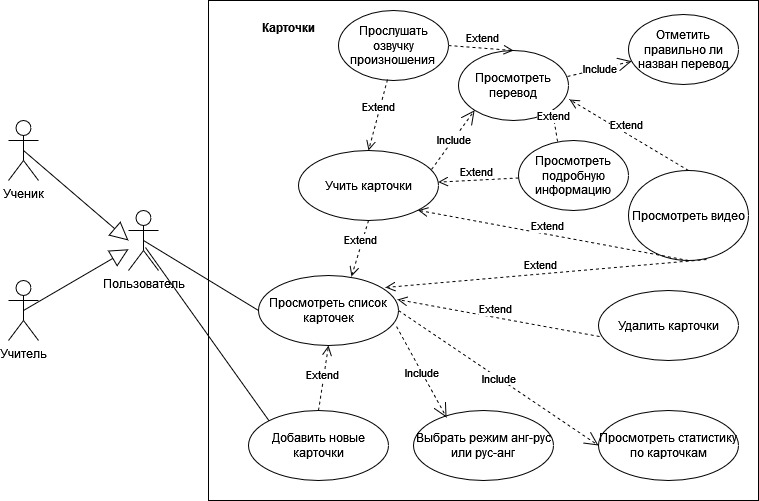 Карточки
Прослушать
озвучку
произношения
Extend
Отметить
правильно ли
назван перевод
Include
Просмотреть
перевод
Extend
Extend
Extend
Include
Ученик
Учить карточки
Extend
Просмотреть
подробную
информацию
Просмотреть видео
Extend
Extend
Extend
Пользователь
Просмотреть список
карточек
Extend
Удалить карточки
Учитель
Extend
Include
Include
Добавить новые
карточки
Выбрать режим анг-рус
или рус-анг
Просмотреть статистику
по карточкам